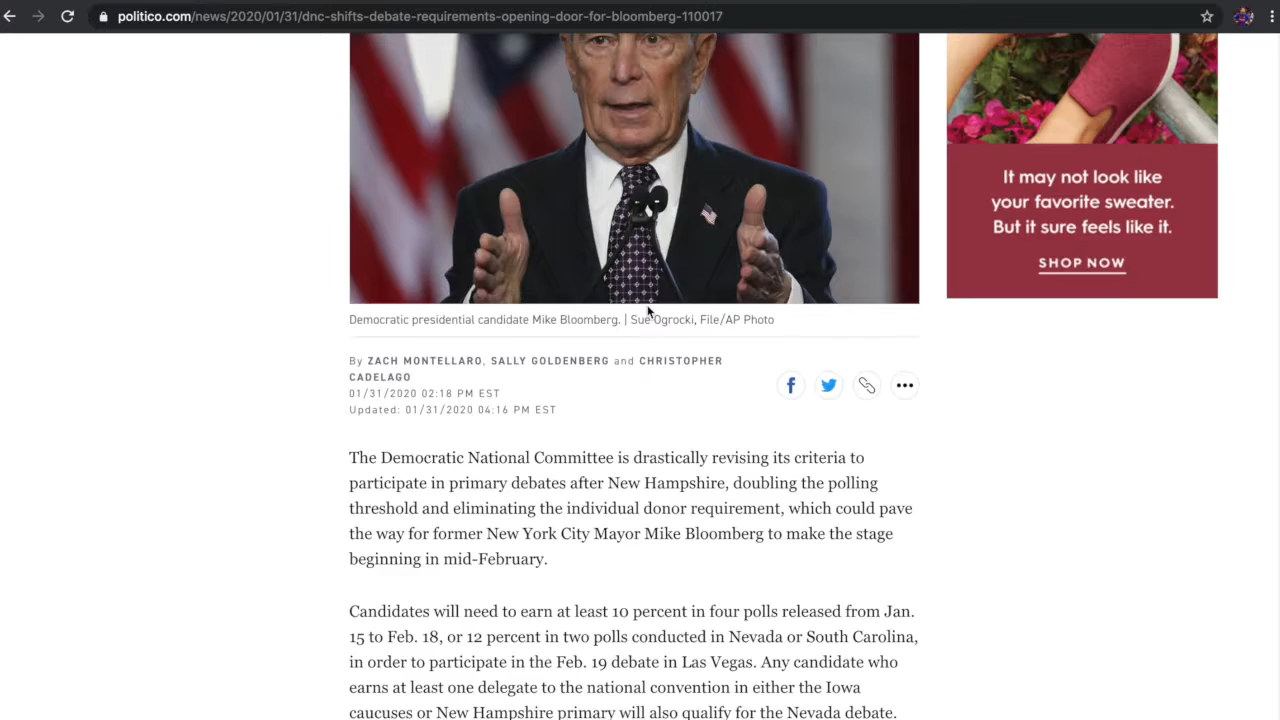 politico.com/news/2020/01/31/dnc-shifts-debate-requirements-opening-door-for-bloomberg-110017
It may not look like
your favorite sweater.
But it sure feels like it.
SHOP NOW
Democratic presidential candidate Mike Bloomberg. | Sue Ogrocki, File/AP Photo
By ZACH MONTELLARO, SALLY GOLDENBERG and CHRISTOPHER
CADELAGO
01/31/2020 02:18 PM EST
Updated: 01/31/2020 04:16 PM EST
The Democratic National Committee is drastically revising its criteria to
participate in primary debates after New Hampshire, doubling the polling
threshold and eliminating the individual donor requirement, which could pave
the way for former New York City Mayor Mike Bloomberg to make the stage
beginning in mid-February.
Candidates will need to earn at least 10 percent in four polls released from Jan.
15 to Feb. 18, or 12 percent in two polls conducted in Nevada or South Carolina,
in order to participate in the Feb. 19 debate in Las Vegas. Any candidate who
earns at least one delegate to the national convention in either the Iowa
caucuses or New Hampshire primary will also qualify for the Nevada debate.